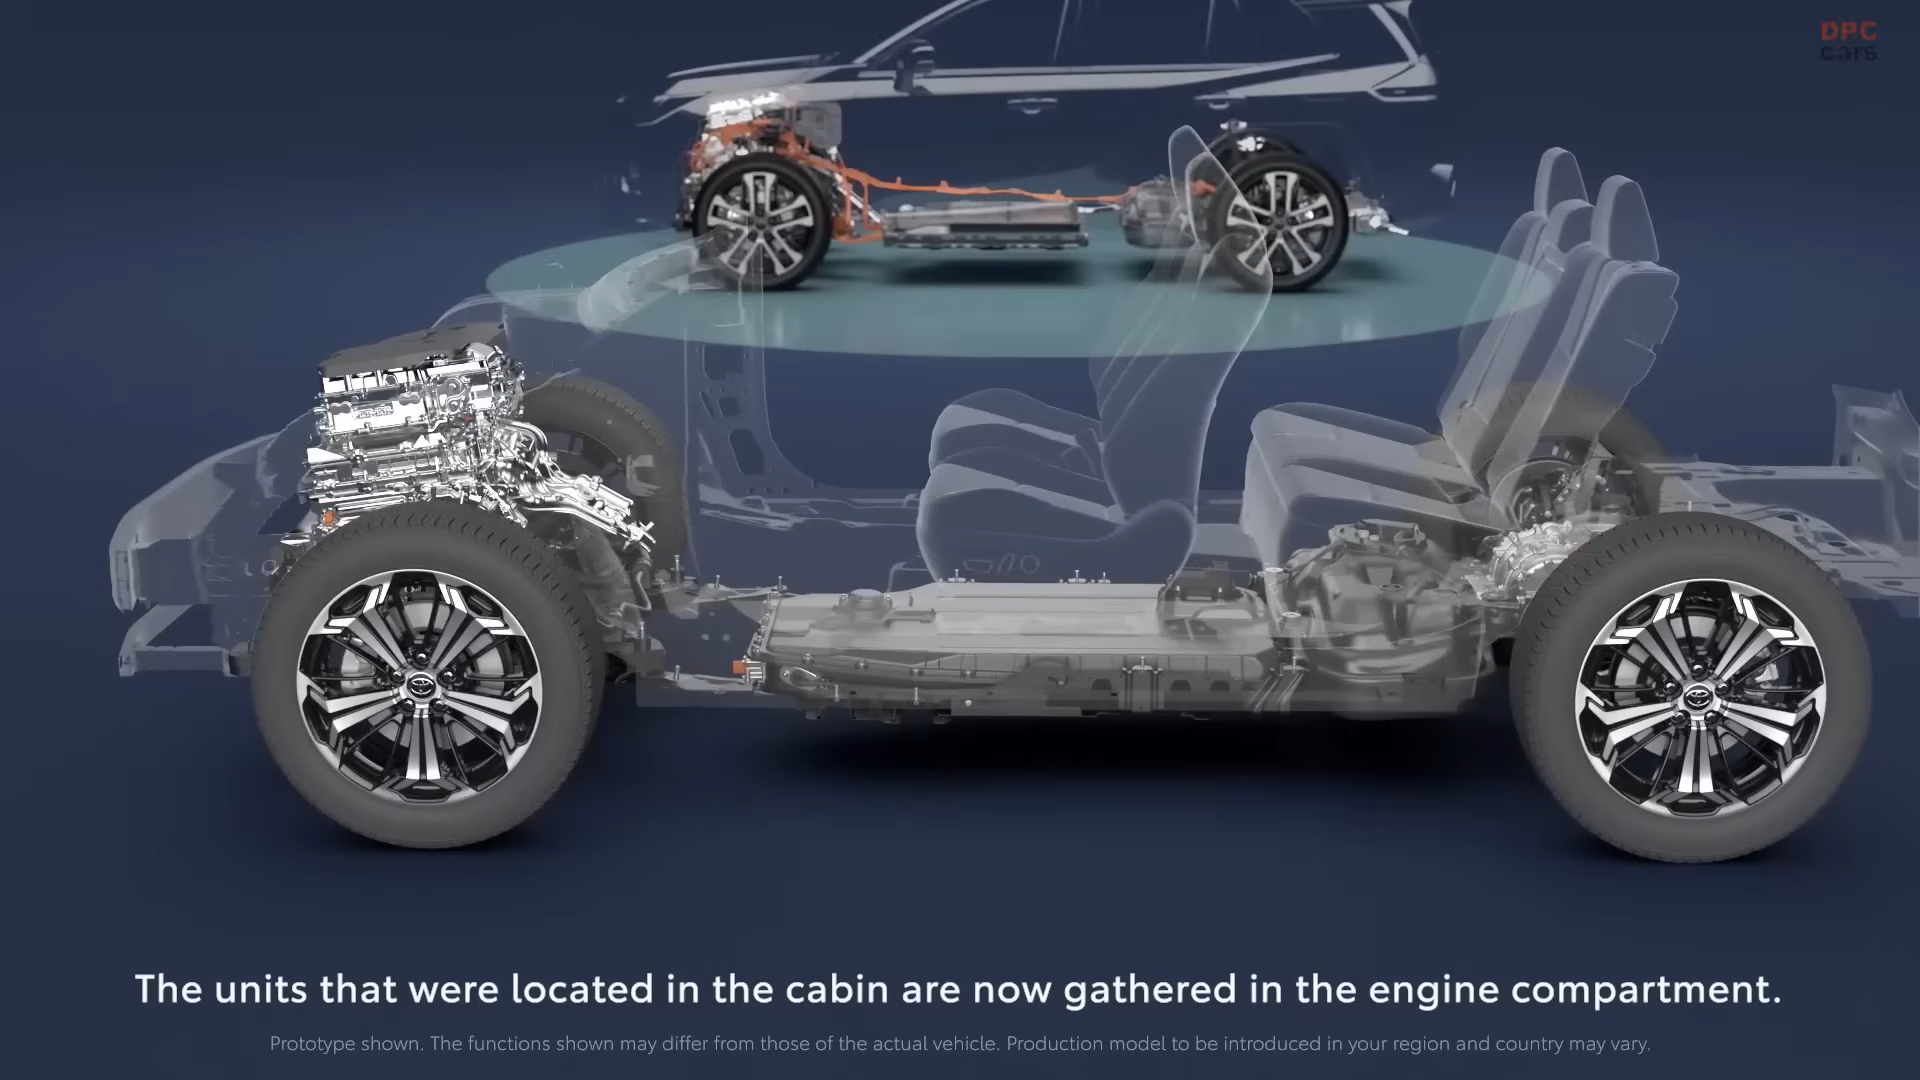 DPC
cars
The units that were located in the cabin are now gathered in the engine compartment.
Prototype shown. The functions shown may differ from those of the actual vehicle. Production model to be introduced in your region and country may vary.